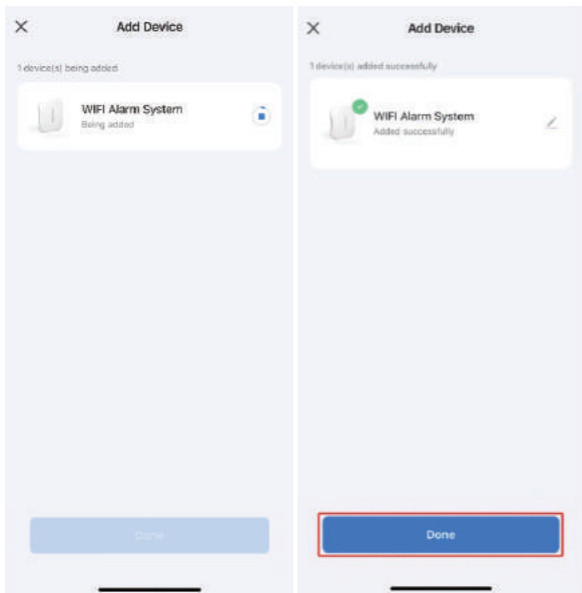 Add Device
1 device(s) being added
WIFI Alarm System
Being added
Done
Add Device
1 device(s) added successfully
WIFI Alarm System
Added successfully
Done